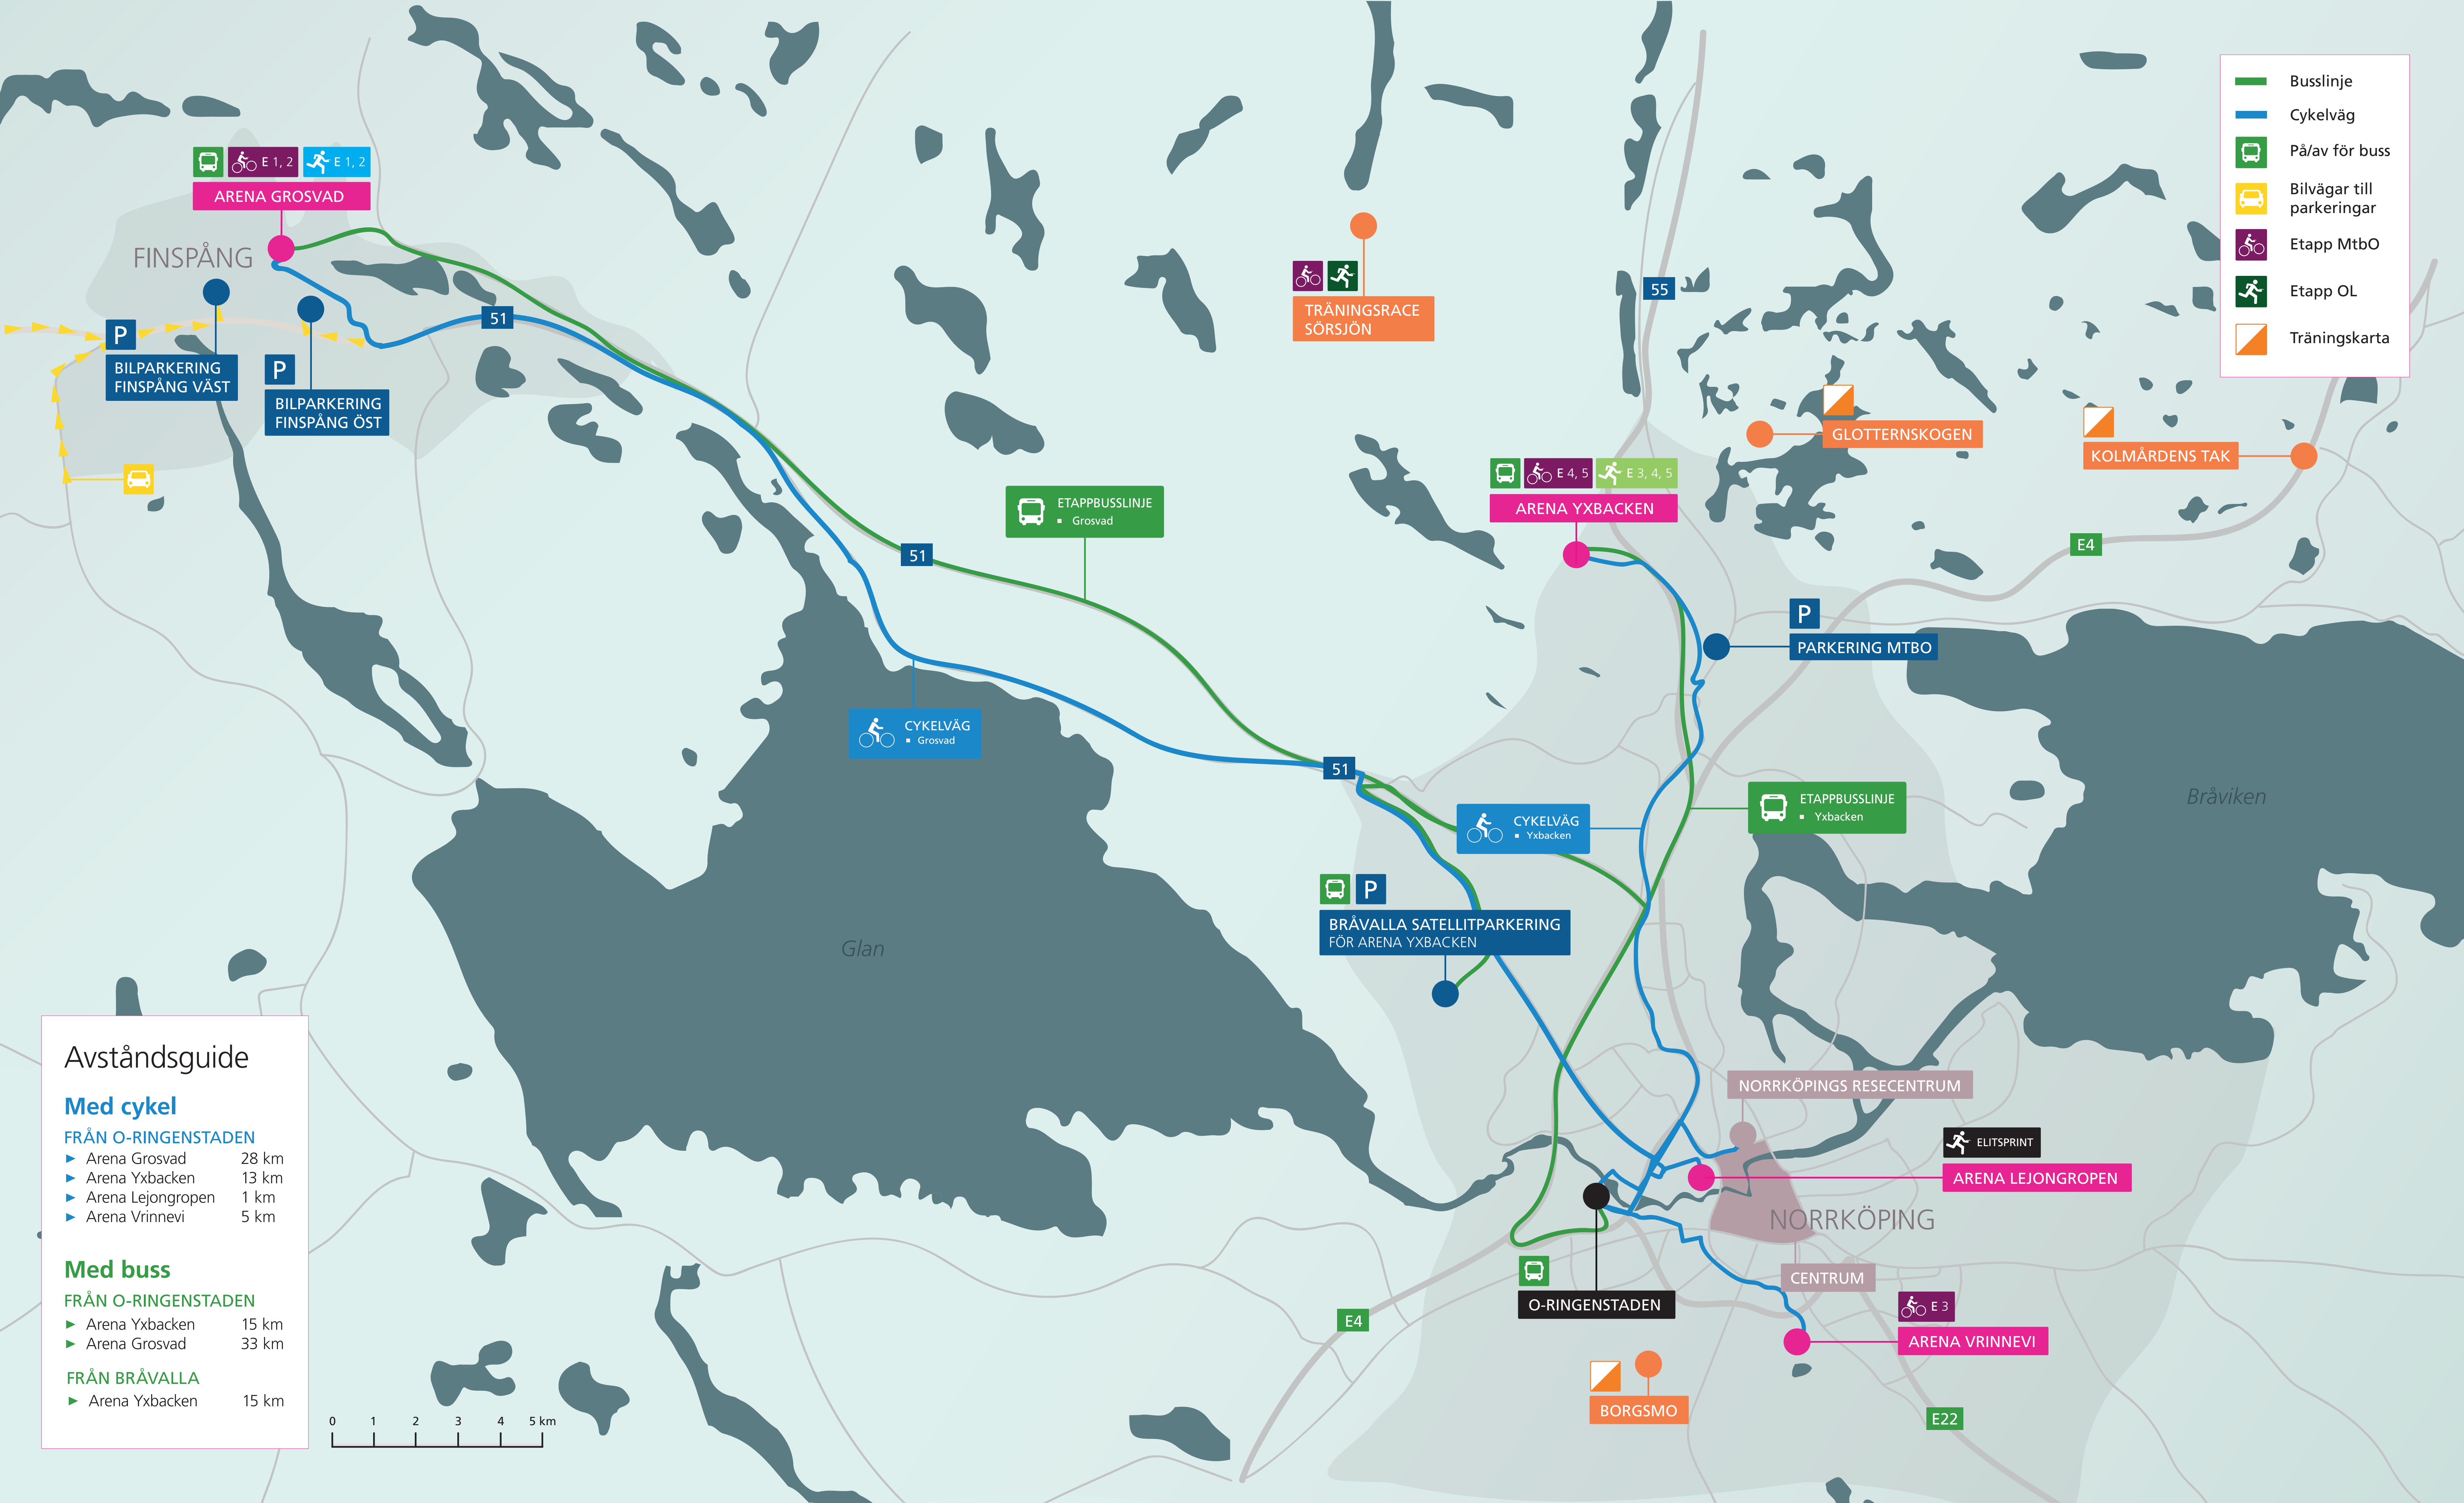 E 1, 2
E 1, 2
ARENA GROSVAD
FINSPÅNG
P
BILPARKERING
FINSPÅNG VÄST
P
BILPARKERING
FINSPÅNG ÖST
51
51
ETAPPBUSSLINJE
▪ Grosvad
CYKELVÄG
▪ Grosvad
51
Glan
TRÄNINGSRACE
SÖRSJÖN
55
GLOTTERNSKOGEN
KOLMÅRDENS TAK
E4
E 4, 5
E 3, 4, 5
ARENA YXBACKEN
P
PARKERING MTBO
CYKELVÄG
▪ Yxbacken
ETAPPBUSSLINJE
▪ Yxbacken
Bråviken
P
BRÅVALLA SATELLITPARKERING
FÖR ARENA YXBACKEN
NORRKÖPINGS RESECENTRUM
ELITSPRINT
ARENA LEJONGROPEN
NORRKÖPING
CENTRUM
O-RINGENSTADEN
E4
E 3
ARENA VRINNEVI
BORGSMO
E22
Busslinje
Cykelväg
På/av för buss
Bilvägar till
parkeringar
Etapp MtbO
Etapp OL
Träningskarta
Avståndsguide
Med cykel
FRÅN O-RINGENSTADEN
Arena Grosvad 28 km
Arena Yxbacken 13 km
Arena Lejongropen 1 km
Arena Vrinnevi 5 km
Med buss
FRÅN O-RINGENSTADEN
Arena Yxbacken 15 km
Arena Grosvad 33 km
FRÅN BRÅVALLA
Arena Yxbacken 15 km
0 1 2 3 4 5 km